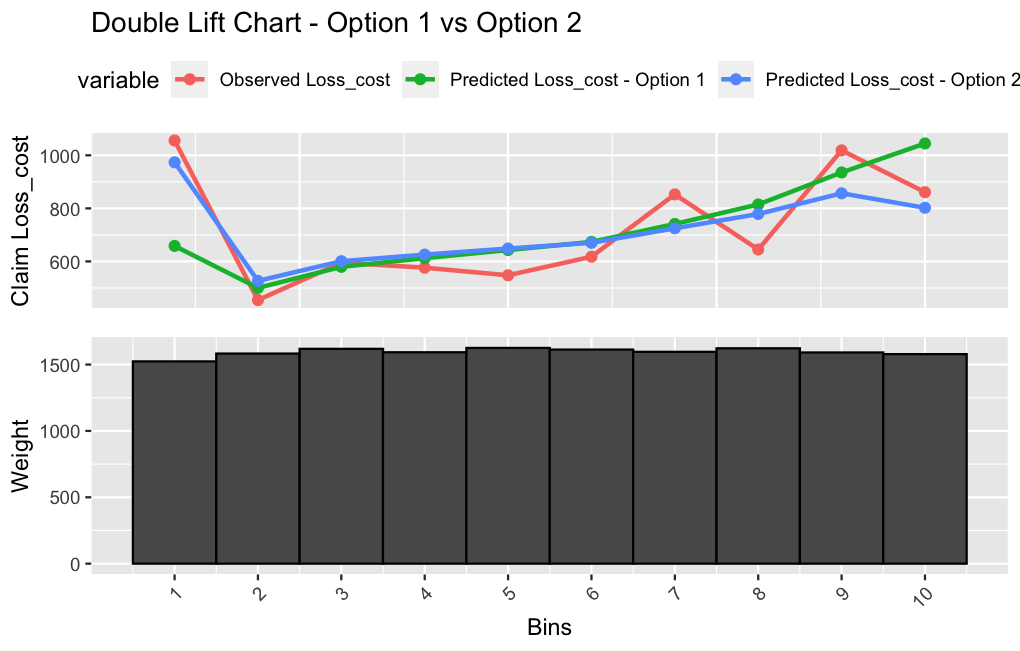 Double Lift Chart - Option 1 vs Option 2
variable Observed Loss_cost Predicted Loss_cost - Option 1 Predicted Loss_cost - Option 2
Claim Loss_cost
1000
800
600
Weight
1500
1000
500
0
1 2 3 4 5 6 7 8 9 10
Bins